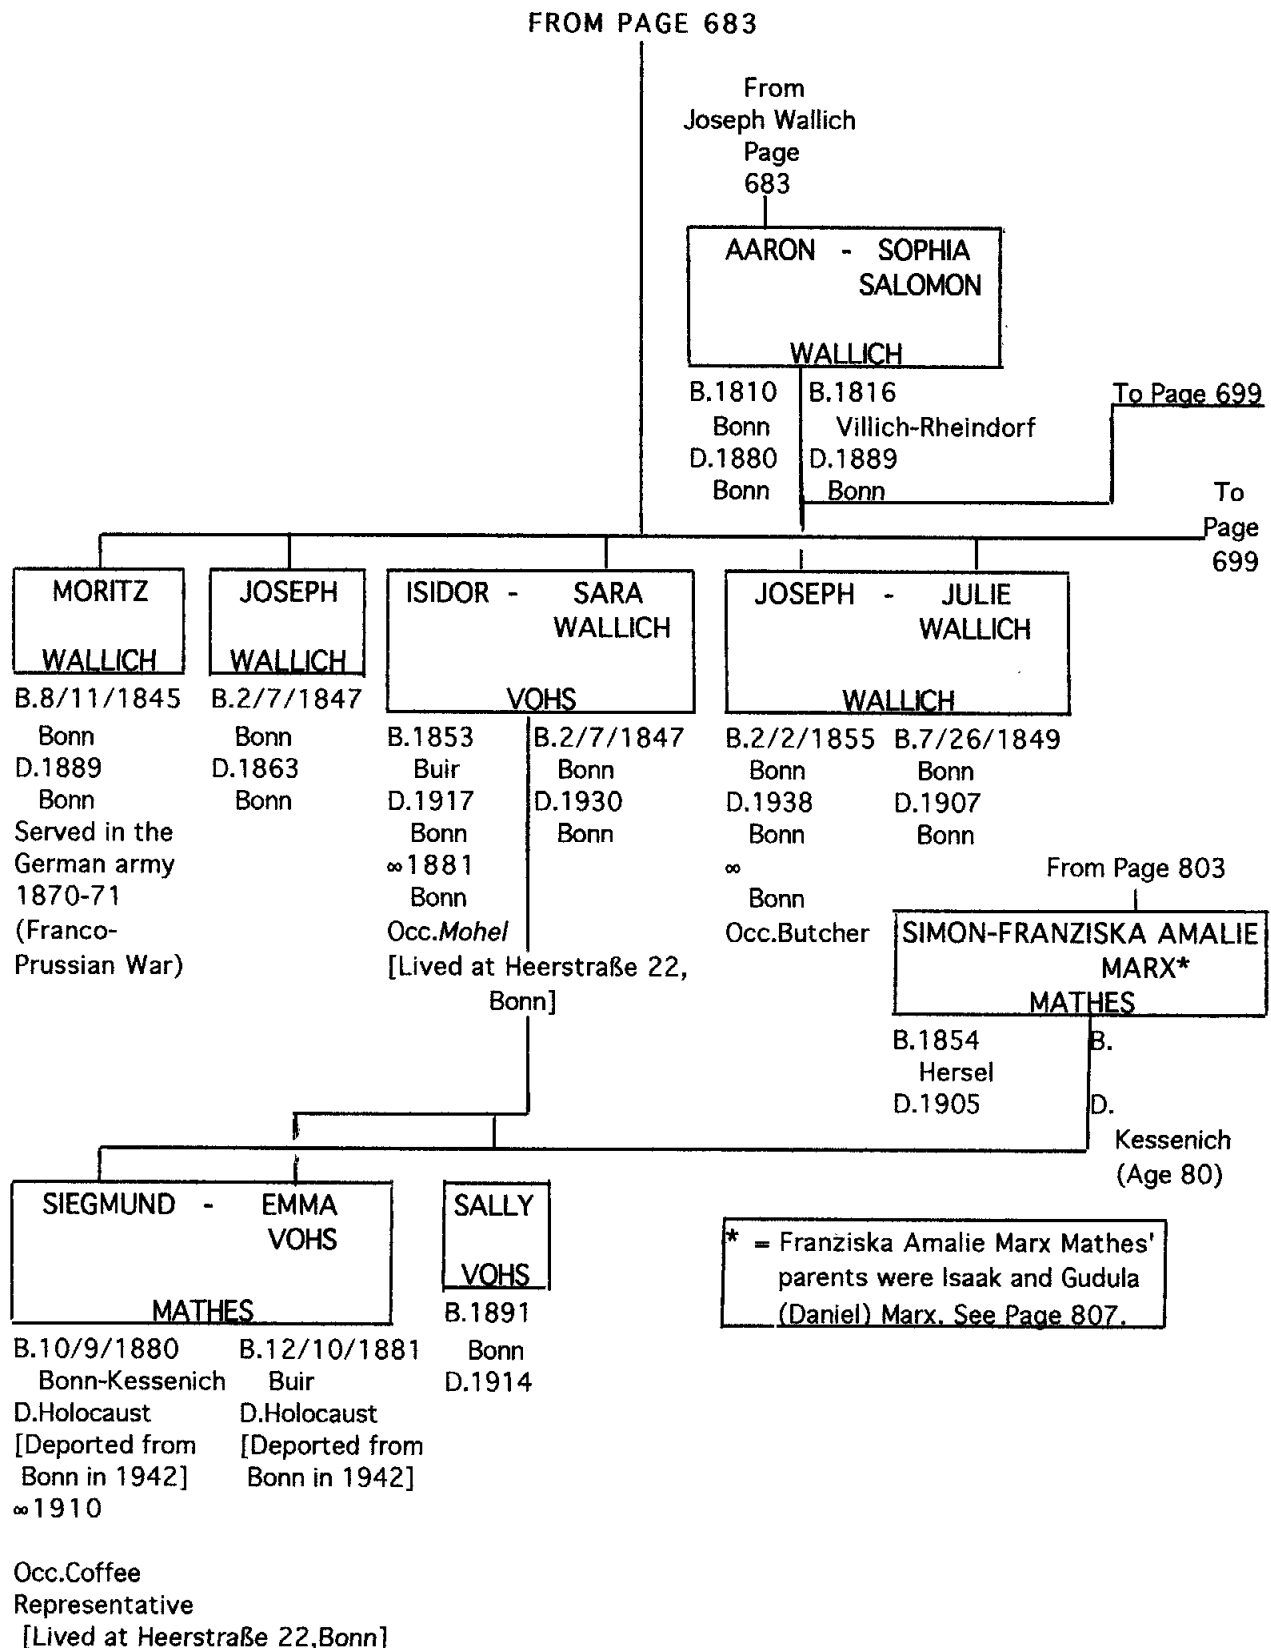 FROM PAGE 683
From
Joseph Wallich
Page
683
AARON - SOPHIA
SALOMON
WALLICH
B.1810
Bonn
D.1880
Bonn
B.1816
Villich-Rheindorf
D.1889
Bonn
To Page 699
To
Page
699
MORITZ
WALLICH
B.8/11/1845
Bonn
D.1889
Bonn
Served in the
German army
1870-71
(Franco-
Prussian War)
JOSEPH
WALLICH
B.2/7/1847
Bonn
D.1863
Bonn
ISIDOR - SARA
WALLICH
VOHS
B.1853
Buir
D.1917
Bonn
∞1881
Bonn
Occ.Mohel
[Lived at Heerstraße 22,
Bonn]
B.2/7/1847
Bonn
D.1930
Bonn
JOSEPH - JULIE
WALLICH
WALLICH
B.2/2/1855
Bonn
D.1938
Bonn
∞
Bonn
Occ.Butcher
B.7/26/1849
Bonn
D.1907
Bonn
From Page 803
SIMON-FRANZISKA AMALIE
MARX*
MATHES
B.1854
Hersel
D.1905
B.
D.
Kessenich
(Age 80)
SIEGMUND - EMMA
VOHS
MATHES
B.10/9/1880
Bonn-Kessenich
D.Holocaust
[Deported from
Bonn in 1942]
∞1910
Occ.Coffee
Representative
[Lived at Heerstraße 22,Bonn]
B.12/10/1881
Buir
D.Holocaust
[Deported from
Bonn in 1942]
SALLY
VOHS
B.1891
Bonn
D.1914
* = Franziska Amalie Marx Mathes'
parents were Isaak and Gudula
(Daniel) Marx. See Page 807.